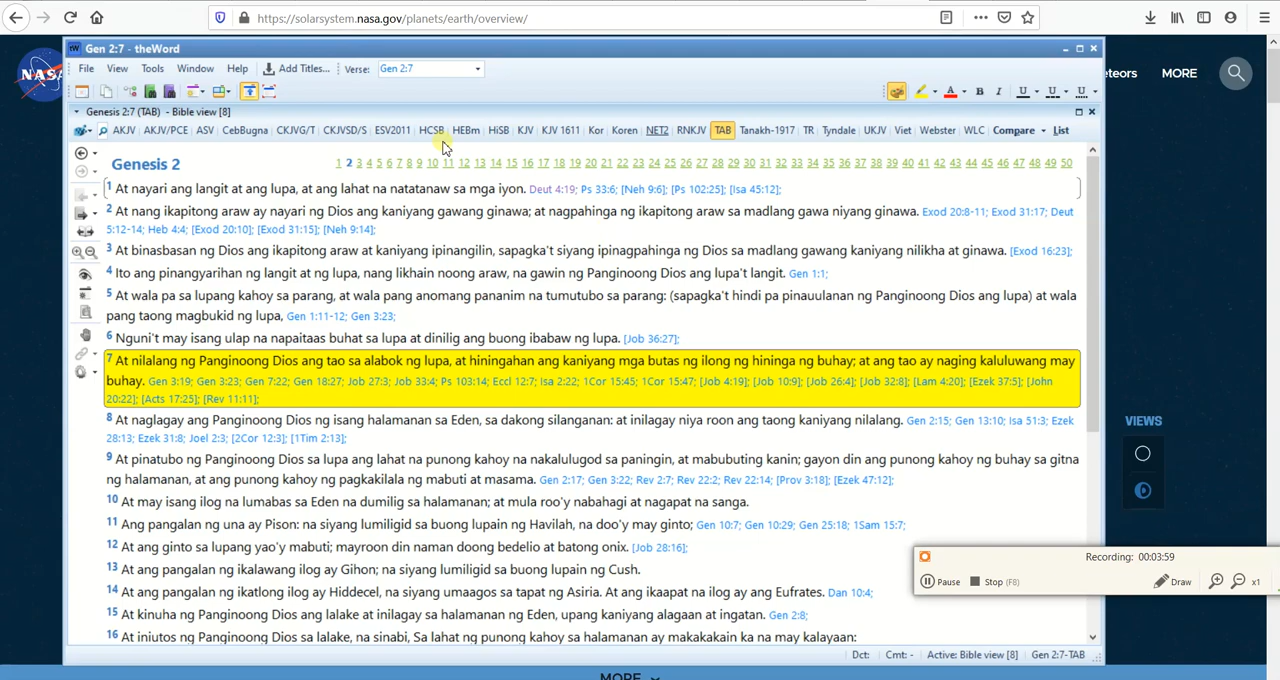 https://solarsystem.nasa.gov/planets/earth/overview/
NASA
eteors MORE
Gen 2:7 - theWord
File View Tools Window Help Add Titles... Verse: Gen 2:7
B I U U U
Genesis 2:7 (TAB) - Bible view [8]
AKJV AKJV/PCE ASV CebBugna CKJVG/T CKJVSD/S ESV2011 HCSB HEBm HiSB KJV KJV 1611 Kor Koren NET2 RNKJV TAB Tanakh-1917 TR Tyndale UKJV Viet Webster WLC Compare List
Genesis 2 1 2 3 4 5 6 7 8 9 10 11 12 13 14 15 16 17 18 19 20 21 22 23 24 25 26 27 28 29 30 31 32 33 34 35 36 37 38 39 40 41 42 43 44 45 46 47 48 49 50
1 At nayari ang langit at ang lupa, at ang lahat na natatanaw sa mga iyon. Deut 4:19; Ps 33:6; [Neh 9:6]; [Ps 102:25]; [Isa 45:12];
2 At nang ikapitong araw ay nayari ng Dios ang kaniyang gawang ginawa; at nagpahinga ng ikapitong araw sa madlang gawa niyang ginawa. Exod 20:8-11; Exod 31:17; Deut
5:12-14; Heb 4:4; [Exod 20:10]; [Exod 31:15]; [Neh 9:14];
3 At binasbasan ng Dios ang ikapitong araw at kaniyang ipinangilin, sapagka't siyang ipinagpahinga ng Dios sa madlang gawang kaniyang nilikha at ginawa. [Exod 16:23];
4 Ito ang pinangyarihan ng langit at ng lupa, nang likhain noong araw, na gawin ng Panginoong Dios ang lupa't langit. Gen 1:1;
5 At wala pa sa lupang kahoy sa parang, at wala pang anomang pananim na tumutubo sa parang: (sapagka't hindi pa pinauulanan ng Panginoong Dios ang lupa) at wala
pang taong magbukid ng lupa, Gen 1:11-12; Gen 3:23;
6 Nguni't may isang ulap na napaitaas buhat sa lupa at dinilig ang buong ibabaw ng lupa. [Job 36:27];
7 At nilalang ng Panginoong Dios ang tao sa alabok ng lupa, at hiningahan ang kaniyang mga butas ng ilong ng hininga ng buhay; at ang tao ay naging kaluluwang may
buhay. Gen 3:19; Gen 3:23; Gen 7:22; Gen 18:27; Job 27:3; Job 33:4; Ps 103:14; Eccl 12:7; Isa 2:22; 1Cor 15:45; 1Cor 15:47; [Job 4:19]; [Job 10:9]; [Job 26:4]; [Job 32:8]; [Lam 4:20]; [Ezek 37:5]; [John
20:22]; [Acts 17:25]; [Rev 11:11];
8 At naglagay ang Panginoong Dios ng isang halamanan sa Eden, sa dakong silanganan: at inilagay niya roon ang taong kaniyang nilalang. Gen 2:15; Gen 13:10; Isa 51:3; Ezek
28:13; Ezek 31:8; Joel 2:3; [2Cor 12:3]; [1Tim 2:13];
9 At pinatubo ng Panginoong Dios sa lupa ang lahat na punong kahoy na nakalulugod sa paningin, at mabubuting kanin; gayon din ang punong kahoy ng buhay sa gitna
ng halamanan, at ang punong kahoy ng pagkakilala ng mabuti at masama. Gen 2:17; Gen 3:22; Rev 2:7; Rev 22:2; Rev 22:14; [Prov 3:18]; [Ezek 47:12];
10 At may isang ilog na lumabas sa Eden na dumilig sa halamanan; at mula roo'y nabahagi at nagapat na sanga.
11 Ang pangalan ng una ay Pison: na siyang lumiligid sa buong lupain ng Havilah, na doo'y may ginto; Gen 10:7; Gen 10:29; Gen 25:18; 1Sam 15:7;
12 At ang ginto sa lupang yao'y mabuti; mayroon din naman doong bedelio at batong onix. [Job 28:16];
13 At ang pangalan ng ikalawang ilog ay Gihon; na siyang lumiligid sa buong lupain ng Cush.
14 At ang pangalan ng ikatlong ilog ay Hiddecel, na siyang umaagos sa tapat ng Asiria. At ang ikaapat na ilog ay ang Eufrates. Dan 10:4;
15 At kinuha ng Panginoong Dios ang lalake at inilagay sa halamanan ng Eden, upang kaniyang alagaan at ingatan. Gen 2:8;
16 At iniutos ng Panginoong Dios sa lalake, na sinabi, Sa lahat ng punong kahoy sa halamanan ay makakakain ka na may kalayaan:
Dct: Cmt: - Active: Bible view [8] Gen 2:7-TAB
VIEWS
Recording: 00:03:59
Pause Stop (F8) Draw x1
MORE